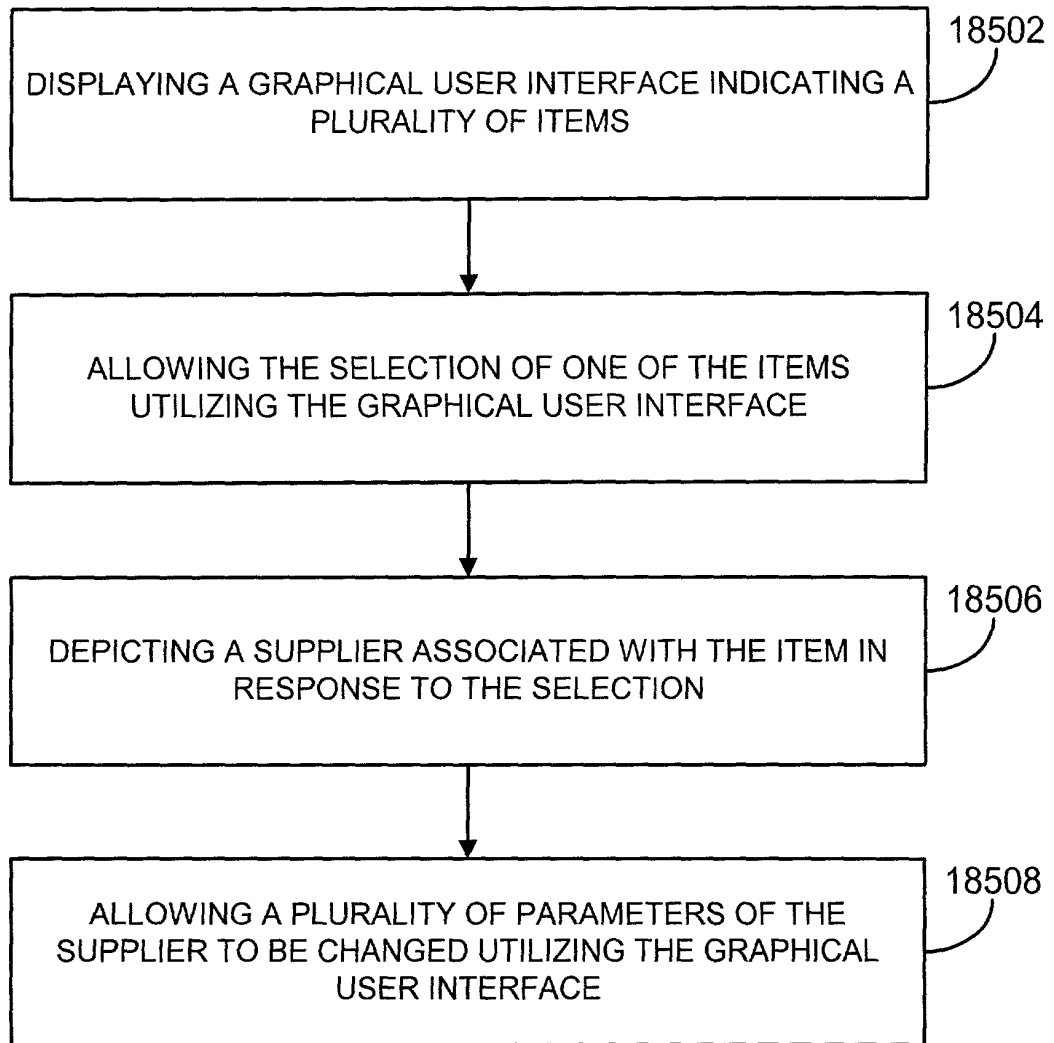 18502
DISPLAYING A GRAPHICAL USER INTERFACE INDICATING A
PLURALITY OF ITEMS
18504
ALLOWING THE SELECTION OF ONE OF THE ITEMS
UTILIZING THE GRAPHICAL USER INTERFACE
18506
DEPICTING A SUPPLIER ASSOCIATED WITH THE ITEM IN
RESPONSE TO THE SELECTION
18508
ALLOWING A PLURALITY OF PARAMETERS OF THE
SUPPLIER TO BE CHANGED UTILIZING THE GRAPHICAL
USER INTERFACE